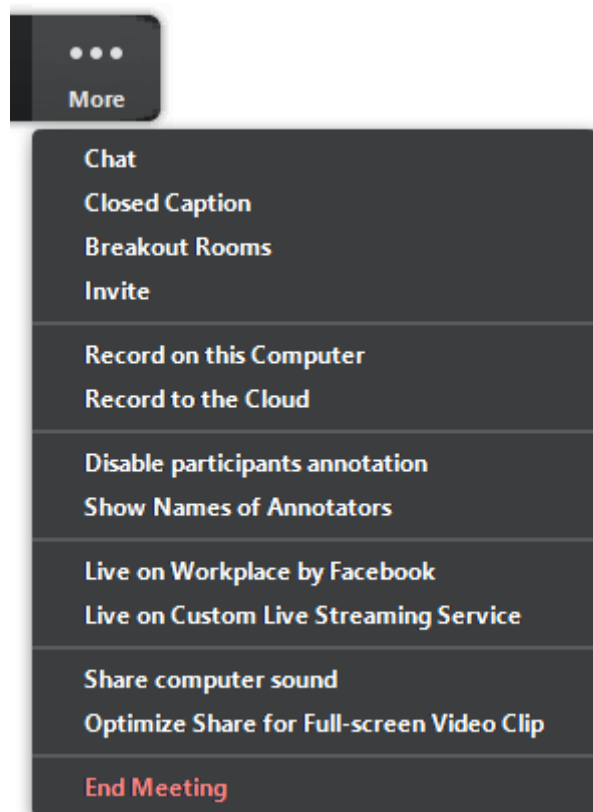 More
Chat
Closed Caption
Breakout Rooms
Invite
Record on this Computer
Record to the Cloud
Disable participants annotation
Show Names of Annotators
Live on Workplace by Facebook
Live on Custom Live Streaming Service
Share computer sound
Optimize Share for Full-screen Video Clip
End Meeting